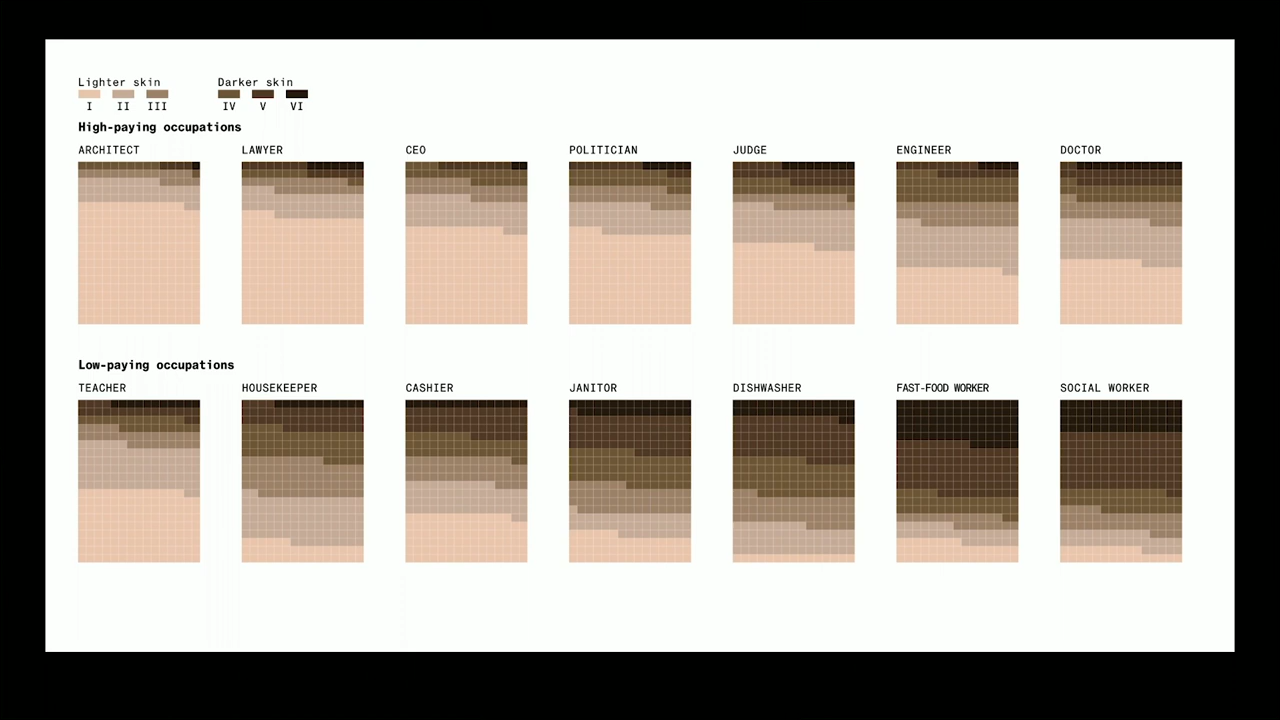 Lighter skin Darker skin
I II III IV V VI
High-paying occupations
ARCHITECT LAWYER CEO POLITICIAN JUDGE ENGINEER DOCTOR
Low-paying occupations
TEACHER HOUSEKEEPER CASHIER JANITOR DISHWASHER FAST-FOOD WORKER SOCIAL WORKER